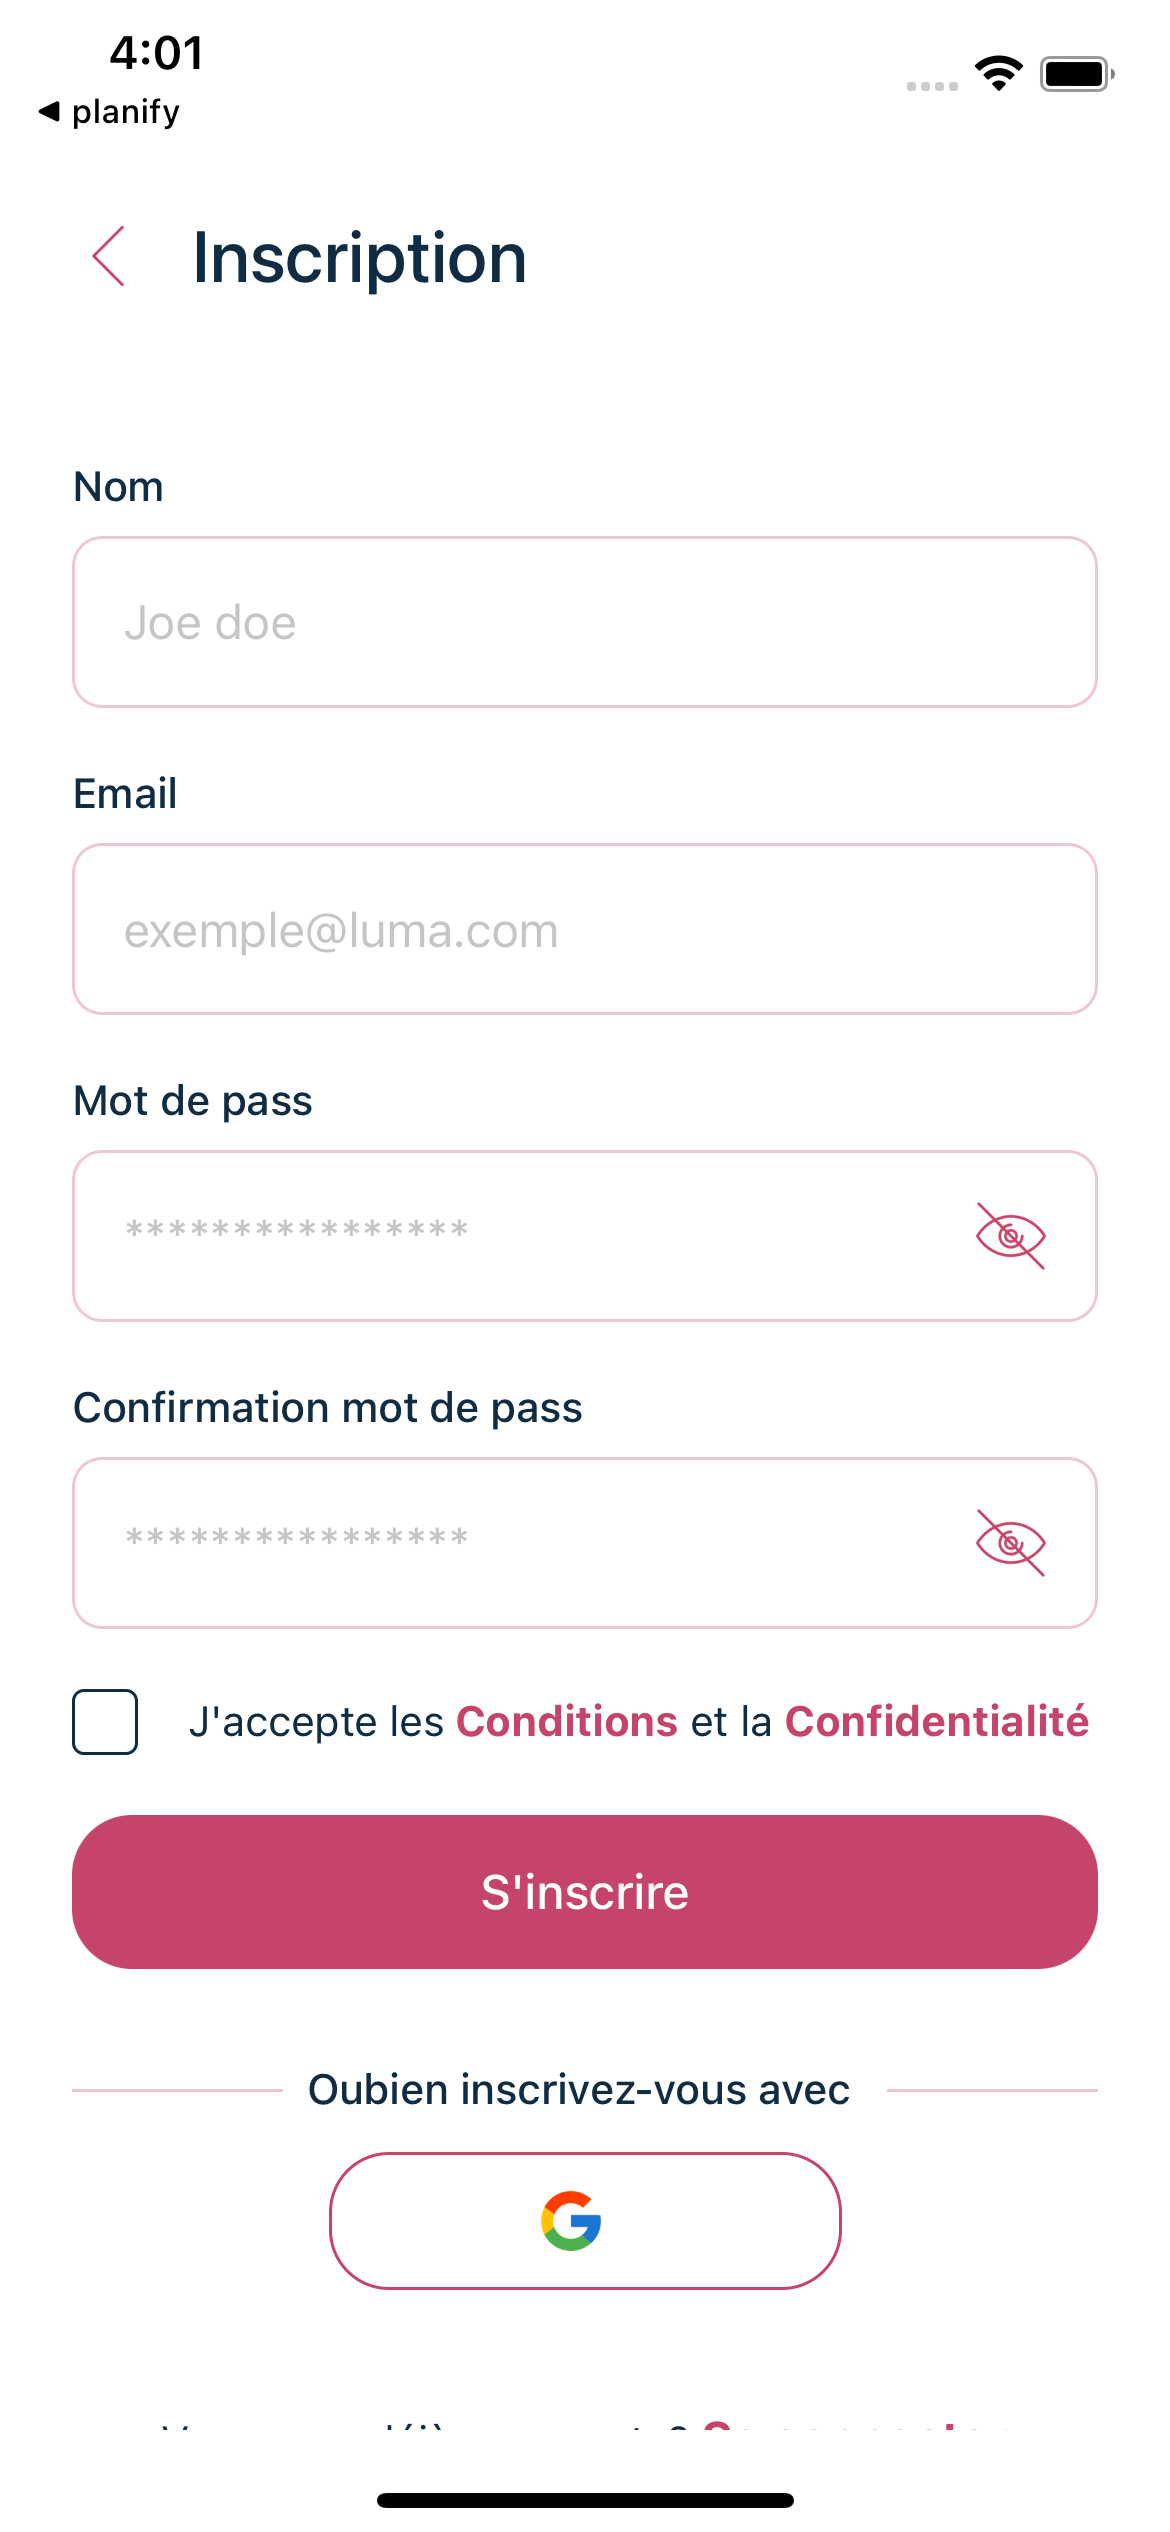 4:01
planify
Inscription
Nom
Joe doe
Email
exemple@luma.com
Mot de pass
****************
Confirmation mot de pass
****************
J'accepte les Conditions et la Confidentialité
S'inscrire
Oubien inscrivez-vous avec